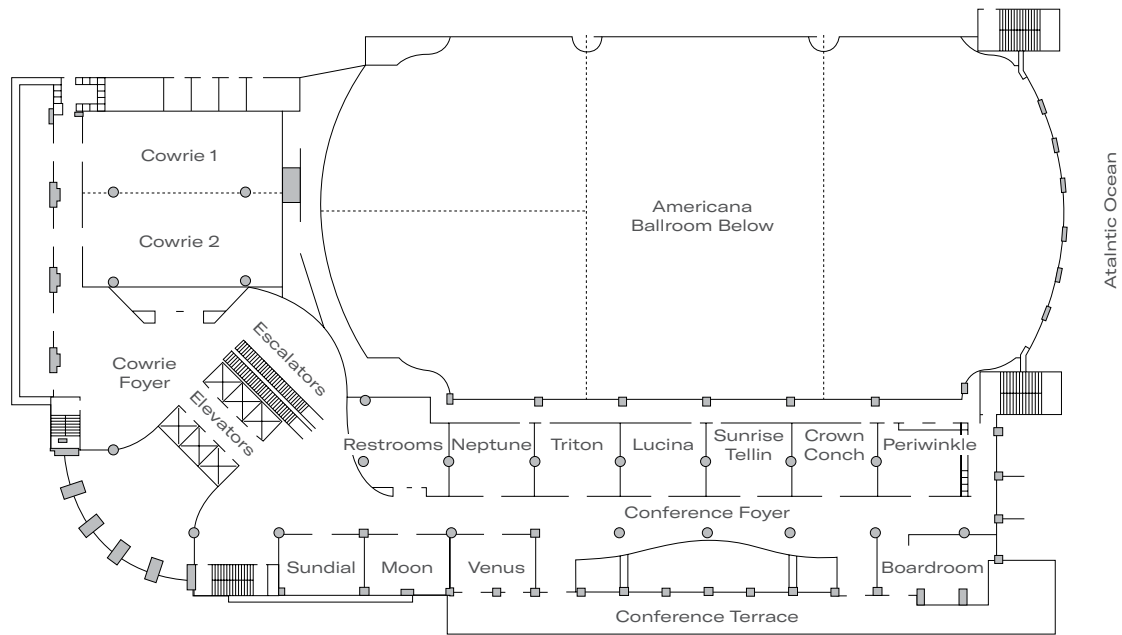 Cowrie 1
Cowrie 2
Americana
Ballroom Below
Atalntic Ocean
Cowrie
Foyer
Escalators
Elevators
Restrooms
Neptune
Triton
Lucina
Sunrise
Tellin
Crown
Conch
Periwinkle
Conference Foyer
Sundial
Moon
Venus
Boardroom
Conference Terrace